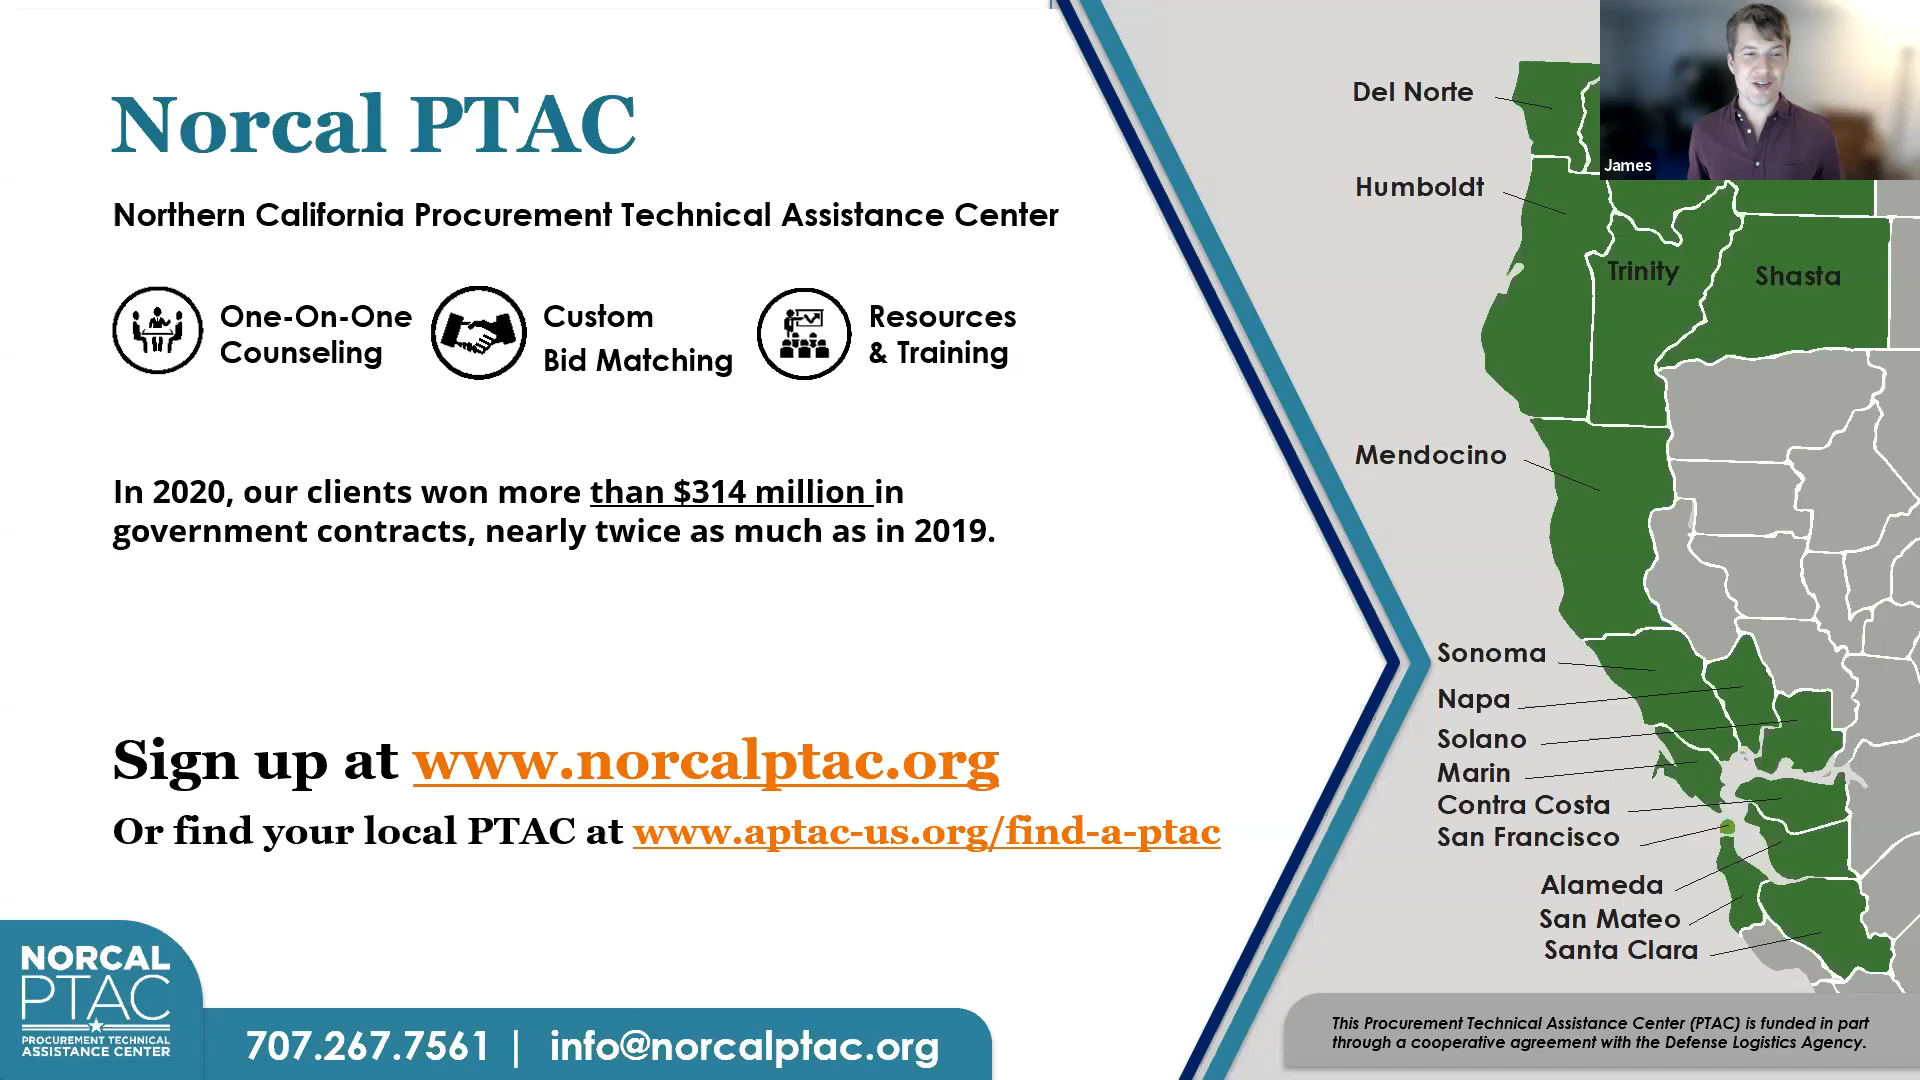 Norcal PTAC
Northern California Procurement Technical Assistance Center
One-On-One
Counseling
Custom
Bid Matching
Resources
& Training
In 2020, our clients won more than $314 million in
government contracts, nearly twice as much as in 2019.
Sign up at www.norcalptac.org
Or find your local PTAC at www.aptac-us.org/find-a-ptac
NORCAL
PTAC
PROCUREMENT TECHNICAL
ASSISTANCE CENTER
707.267.7561 | info@norcalptac.org
James
Del Norte
Humboldt
Trinity
Shasta
Mendocino
Sonoma
Napa
Solano
Marin
Contra Costa
San Francisco
Alameda
San Mateo
Santa Clara
This Procurement Technical Assistance Center (PTAC) is funded in part
through a cooperative agreement with the Defense Logistics Agency.